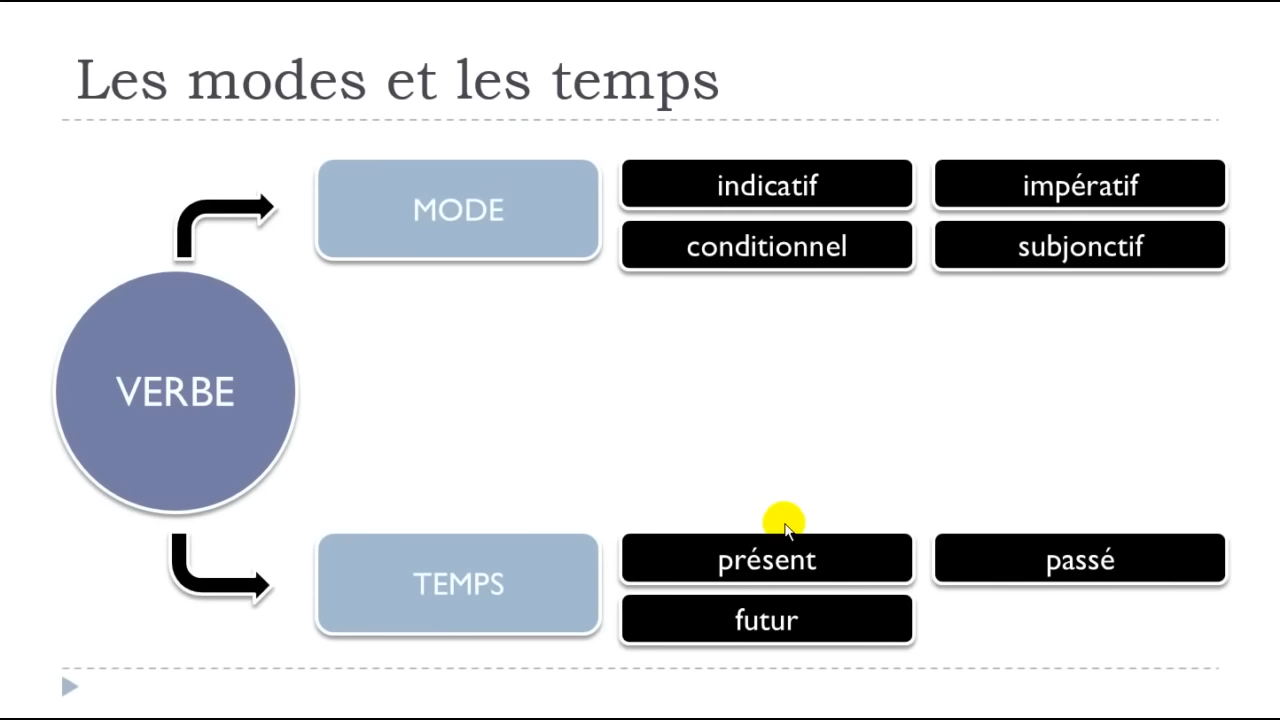 Les modes et les temps
MODE
indicatif
impératif
conditionnel
subjonctif
VERBE
TEMPS
présent
passé
futur